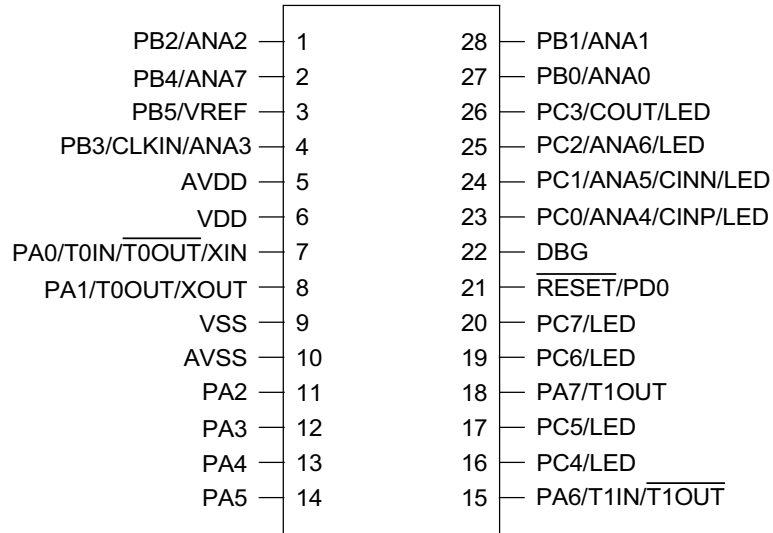 PB2/ANA2 1 28 PB1/ANA1
PB4/ANA7 2 27 PB0/ANA0
PB5/VREF 3 26 PC3/COUT/LED
PB3/CLKIN/ANA3 4 25 PC2/ANA6/LED
AVDD 5 24 PC1/ANA5/CINN/LED
VDD 6 23 PC0/ANA4/CINP/LED
PA0/T0IN/T̅0̅O̅U̅T̅/XIN 7 22 DBG
PA1/T0OUT/XOUT 8 21 R̅E̅S̅E̅T̅/PD0
VSS 9 20 PC7/LED
AVSS 10 19 PC6/LED
PA2 11 18 PA7/T1OUT
PA3 12 17 PC5/LED
PA4 13 16 PC4/LED
PA5 14 15 PA6/T1IN/T̅1̅O̅U̅T̅